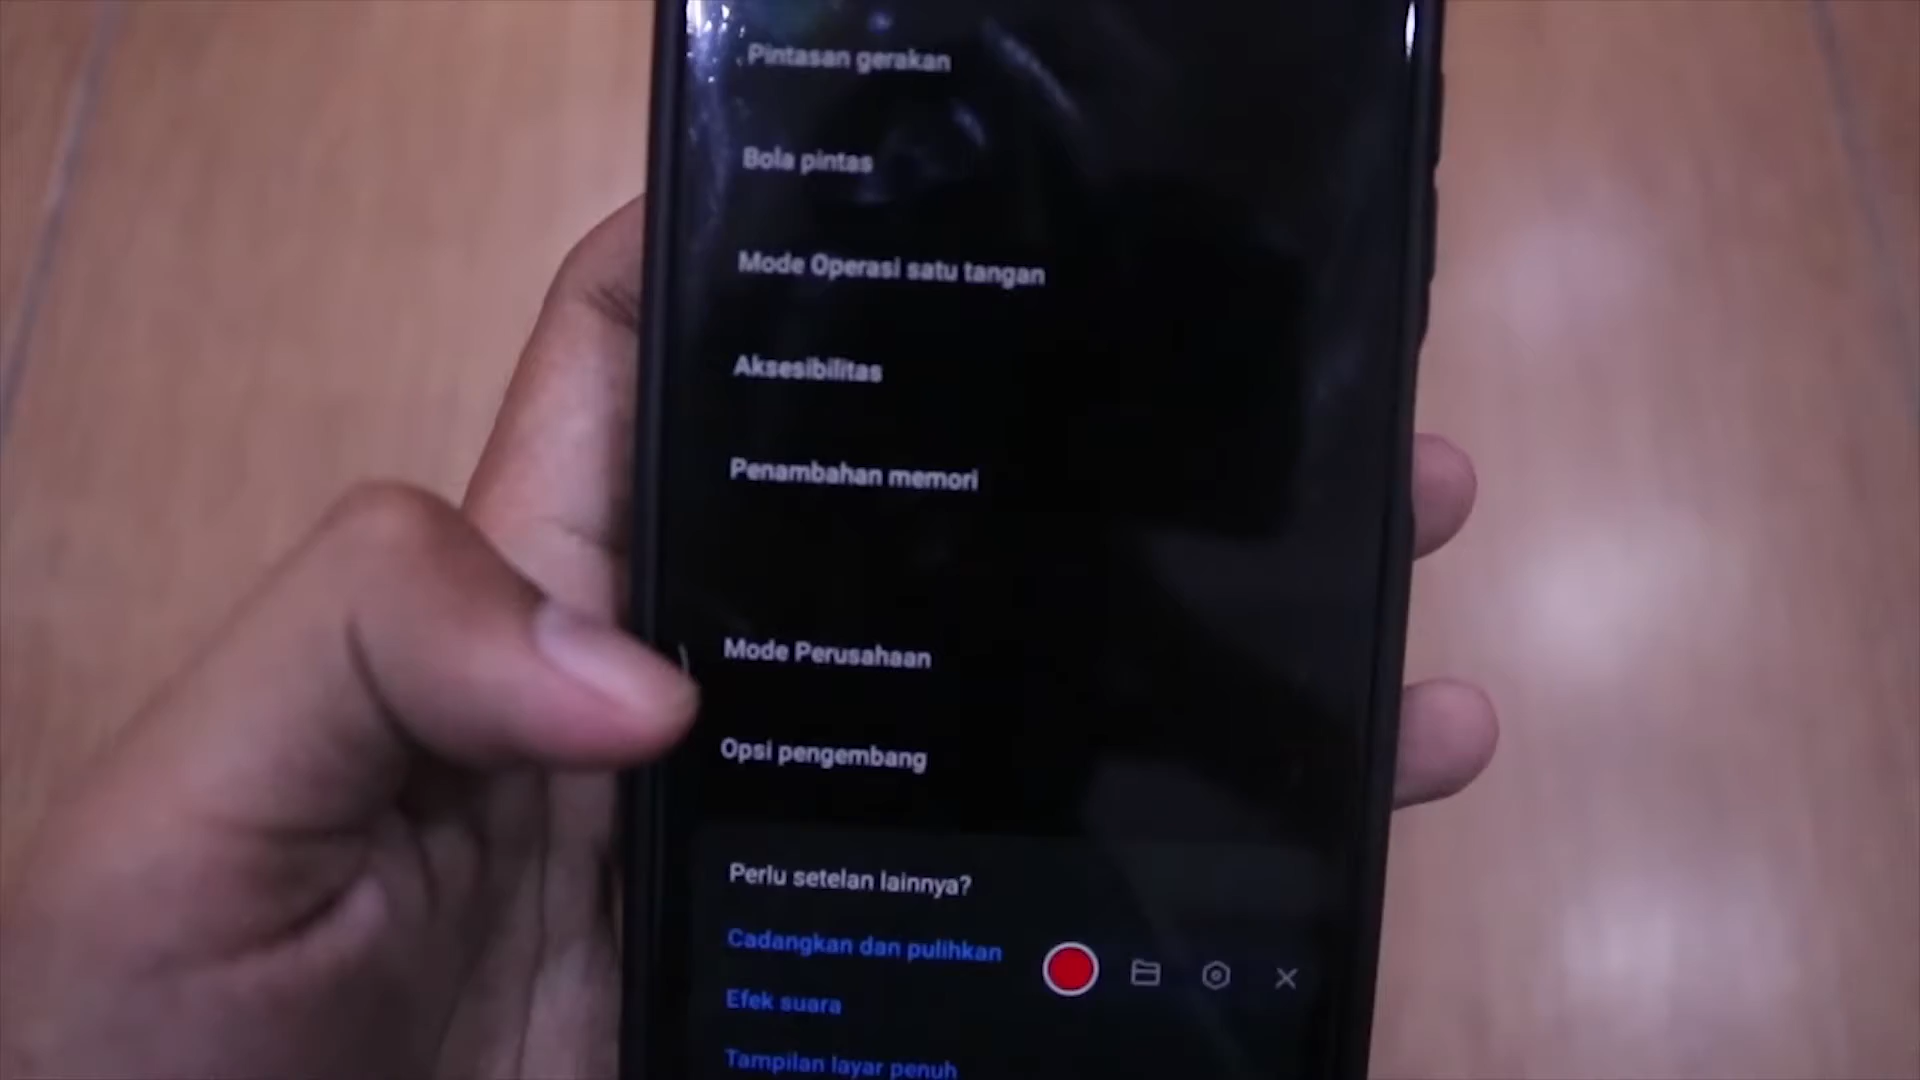 Pintasan gerakan
Bola pintas
Mode Operasi satu tangan
Aksesibilitas
Penambahan memori
Mode Perusahaan
Opsi pengembang
Perlu setelan lainnya?
Cadangkan dan pulihkan
Efek suara
Tampilan layar penuh